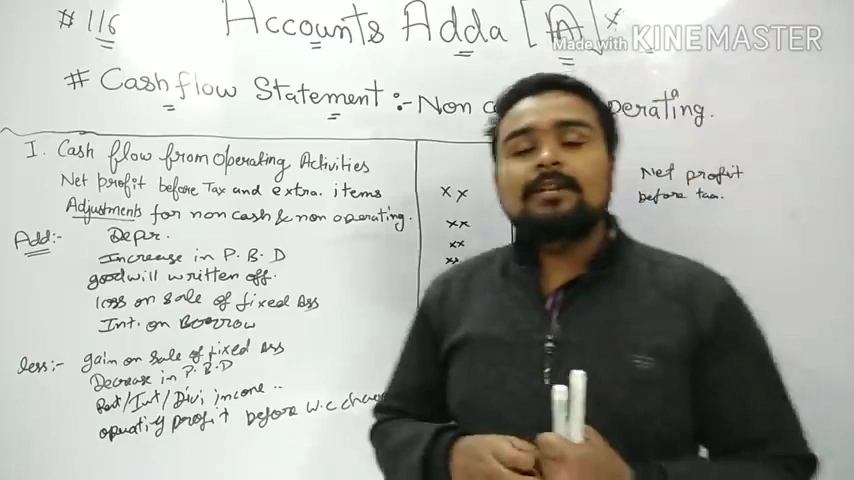 # 116
Accounts Adda [A] x
Made with KINEMASTER
# Cash flow Statement :- Non perating.
I. Cash flow from operating Activities
Net profit before Tax and extra. items xx
Adjustments for non cash & non operating.
Add:- Depr. xx
Increase in P. B. D xx
goodwill written off. xx
loss on sale of fixed Ass
Int. on Borrow
less:- gain on sale of fixed Ass
Decrease in P. B. D
Rent/Int/Divi income..
operating profit before w.c
Net profit
before tax.